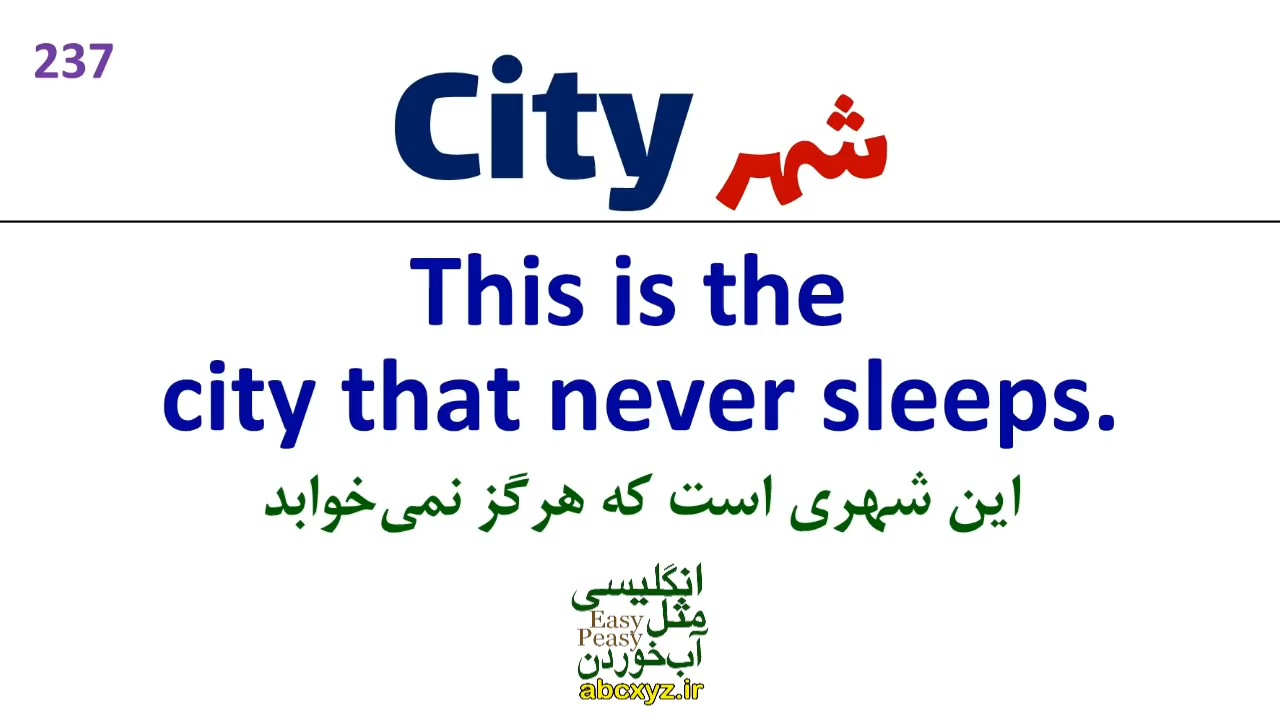 237
City شهر
This is the
city that never sleeps.
این شهری است که هرگز نمی‌خوابد
انگلیسی
مثل Easy
Peasy
آب‌خوردن
abcxyz.ir